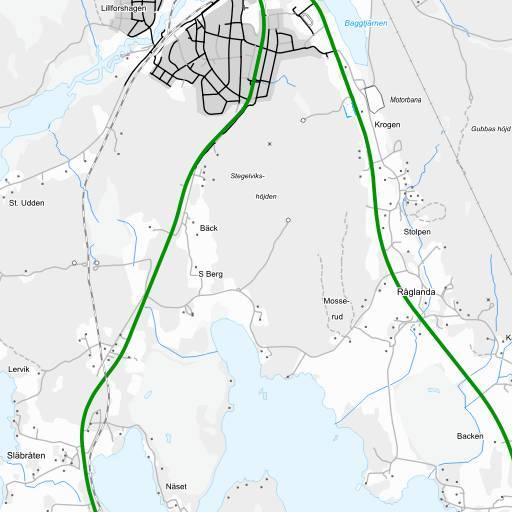 Lillforshagen
Baggtjärnen
Motorbana
Krogen
Gubbas höjd
Stegelviks-
höjden
St. Udden
Bäck
Stolpen
S Berg
Råglanda
Mosse-
rud
Lervik
Backen
Släbråten
Näset